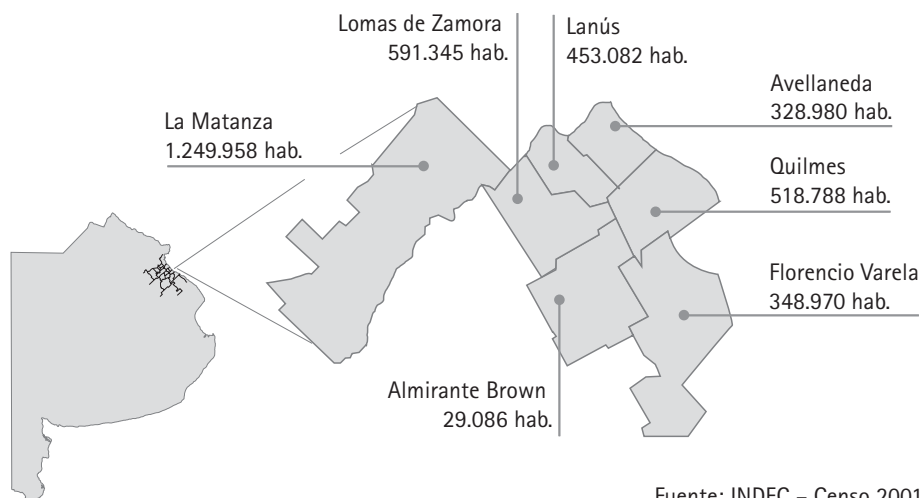 Lomas de Zamora
591.345 hab.
Lanús
453.082 hab.
Avellaneda
328.980 hab.
La Matanza
1.249.958 hab.
Quilmes
518.788 hab.
Florencio Varela
348.970 hab.
Almirante Brown
29.086 hab.
Fuente: INDEC – Censo 2001